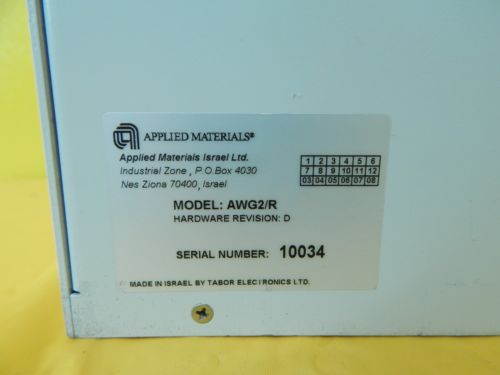 APPLIED MATERIALS®
Applied Materials Israel Ltd.
Industrial Zone , P.O.Box 4030
Nes Ziona 70400, Israel
1 2 3 4 5 6
7 8 9 10 11 12
03 04 05 06 07 08
MODEL: AWG2/R
HARDWARE REVISION: D
SERIAL NUMBER: 10034
MADE IN ISRAEL BY TABOR ELECTRONICS LTD.